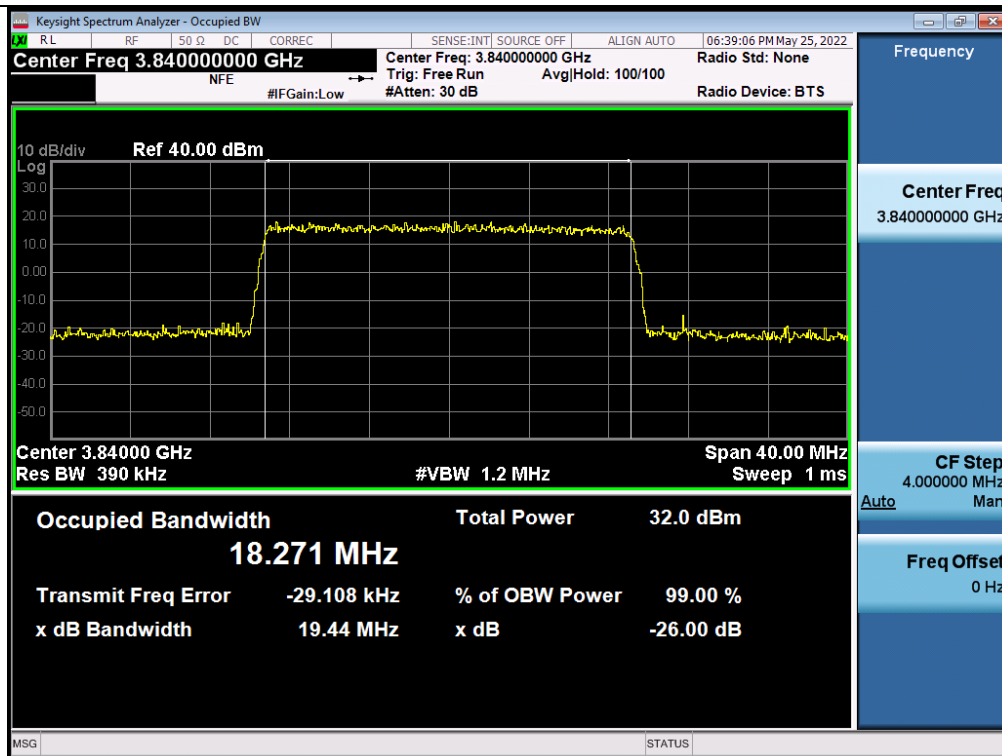 Keysight Spectrum Analyzer - Occupied BW
LXI RL RF 50 Ω DC CORREC SENSE:INT SOURCE OFF ALIGN AUTO 06:39:06 PM May 25, 2022
Center Freq 3.840000000 GHz
NFE
#IFGain:Low
Center Freq: 3.840000000 GHz
Trig: Free Run Avg|Hold: 100/100
#Atten: 30 dB
Radio Std: None
Radio Device: BTS
10 dB/div Ref 40.00 dBm
Log
30.0
20.0
10.0
0.00
-10.0
-20.0
-30.0
-40.0
-50.0
Center 3.84000 GHz Span 40.00 MHz
Res BW 390 kHz #VBW 1.2 MHz Sweep 1 ms
Occupied Bandwidth Total Power 32.0 dBm
18.271 MHz
Transmit Freq Error -29.108 kHz % of OBW Power 99.00 %
x dB Bandwidth 19.44 MHz x dB -26.00 dB
MSG STATUS
Frequency
Center Freq
3.840000000 GHz
CF Step
4.000000 MHz
Auto Man
Freq Offset
0 Hz